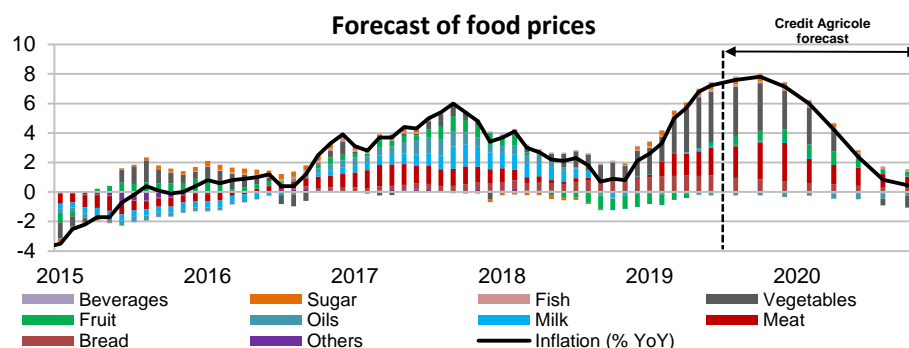 Forecast of food prices
Credit Agricole
forecast
10
8
6
4
2
0
-2
-4
2015 2016 2017 2018 2019 2020
Beverages Sugar Fish Vegetables
Fruit Oils Milk Meat
Bread Others Inflation (% YoY)